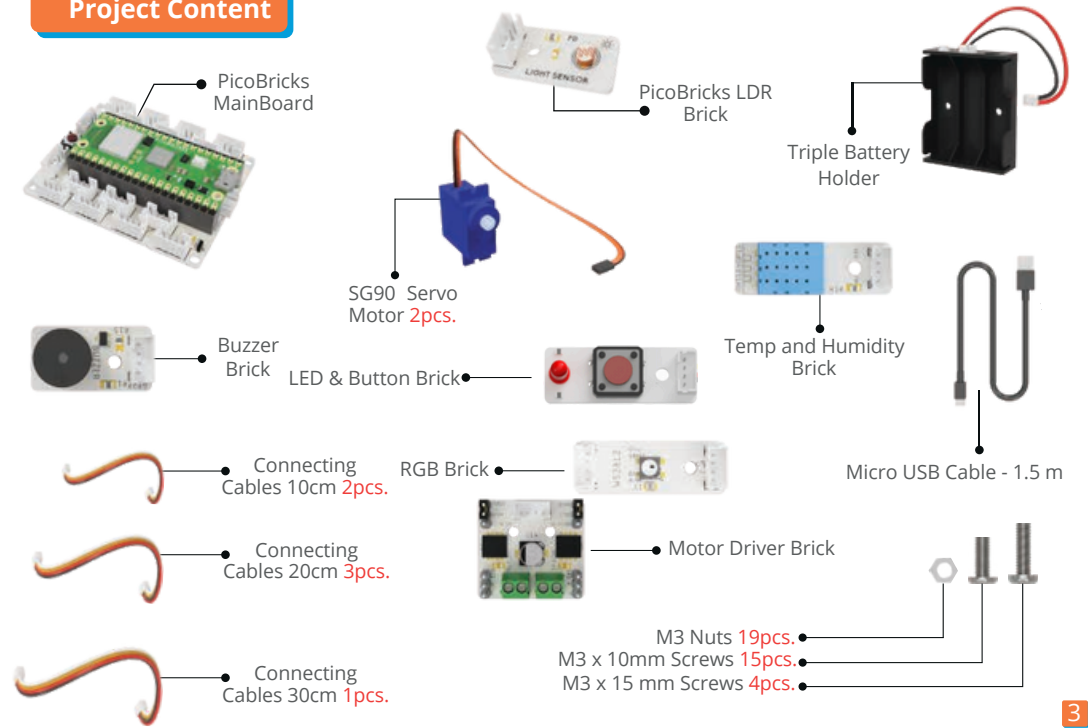 Project Content
PicoBricks
MainBoard
LIGHT SENSOR
PicoBricks LDR
Brick
Triple Battery
Holder
SG90 Servo
Motor 2pcs.
Temp and Humidity
Brick
BUZZER
Buzzer
Brick
LED & Button Brick
Micro USB Cable - 1.5 m
Connecting
Cables 10cm 2pcs.
RGB Brick
WS2812
Connecting
Cables 20cm 3pcs.
Motor Driver Brick
M3 Nuts 19pcs.
M3 x 10mm Screws 15pcs.
M3 x 15 mm Screws 4pcs.
Connecting
Cables 30cm 1pcs.
3